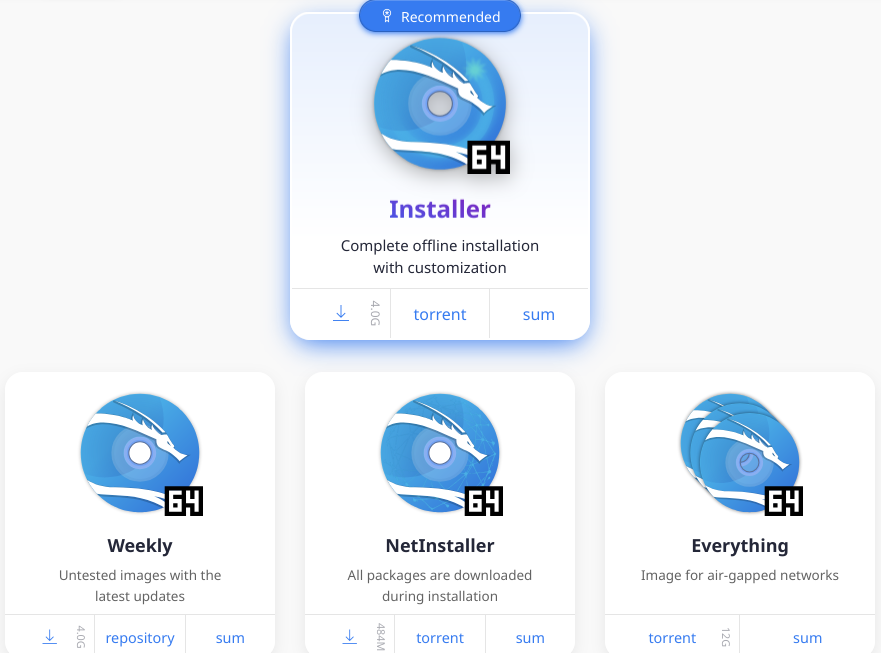 Recommended
64
Installer
Complete offline installation
with customization
4.0G
torrent
sum
64
Weekly
Untested images with the
latest updates
4.0G
repository
sum
64
NetInstaller
All packages are downloaded
during installation
484M
torrent
sum
64
Everything
Image for air-gapped networks
torrent
12G
sum